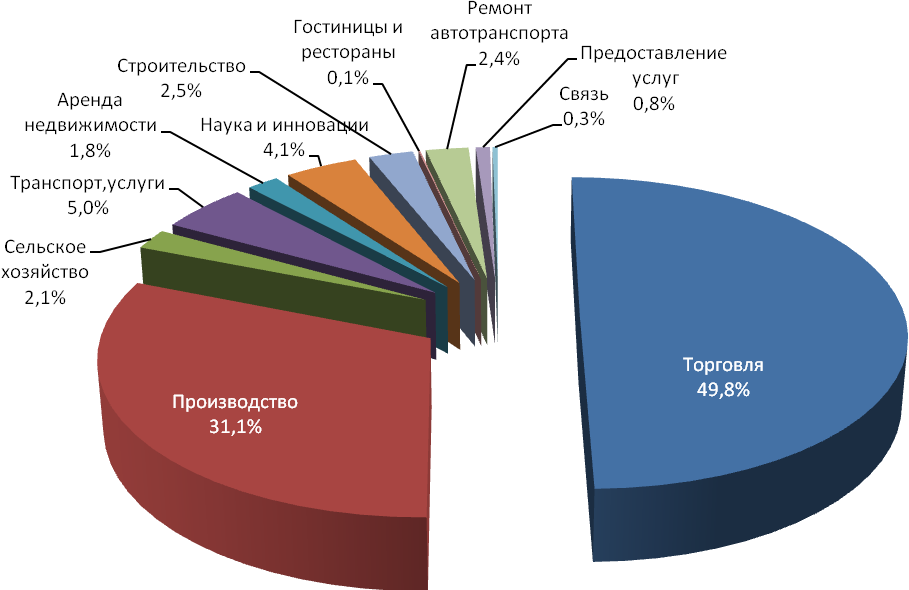 Ремонт
автотранспорта
2,4%
Гостиницы и
рестораны
0,1%
Предоставление
услуг
0,8%
Строительство
2,5%
Связь
0,3%
Аренда
недвижимости
1,8%
Наука и инновации
4,1%
Транспорт,услуги
5,0%
Сельское
хозяйство
2,1%
Торговля
49,8%
Производство
31,1%